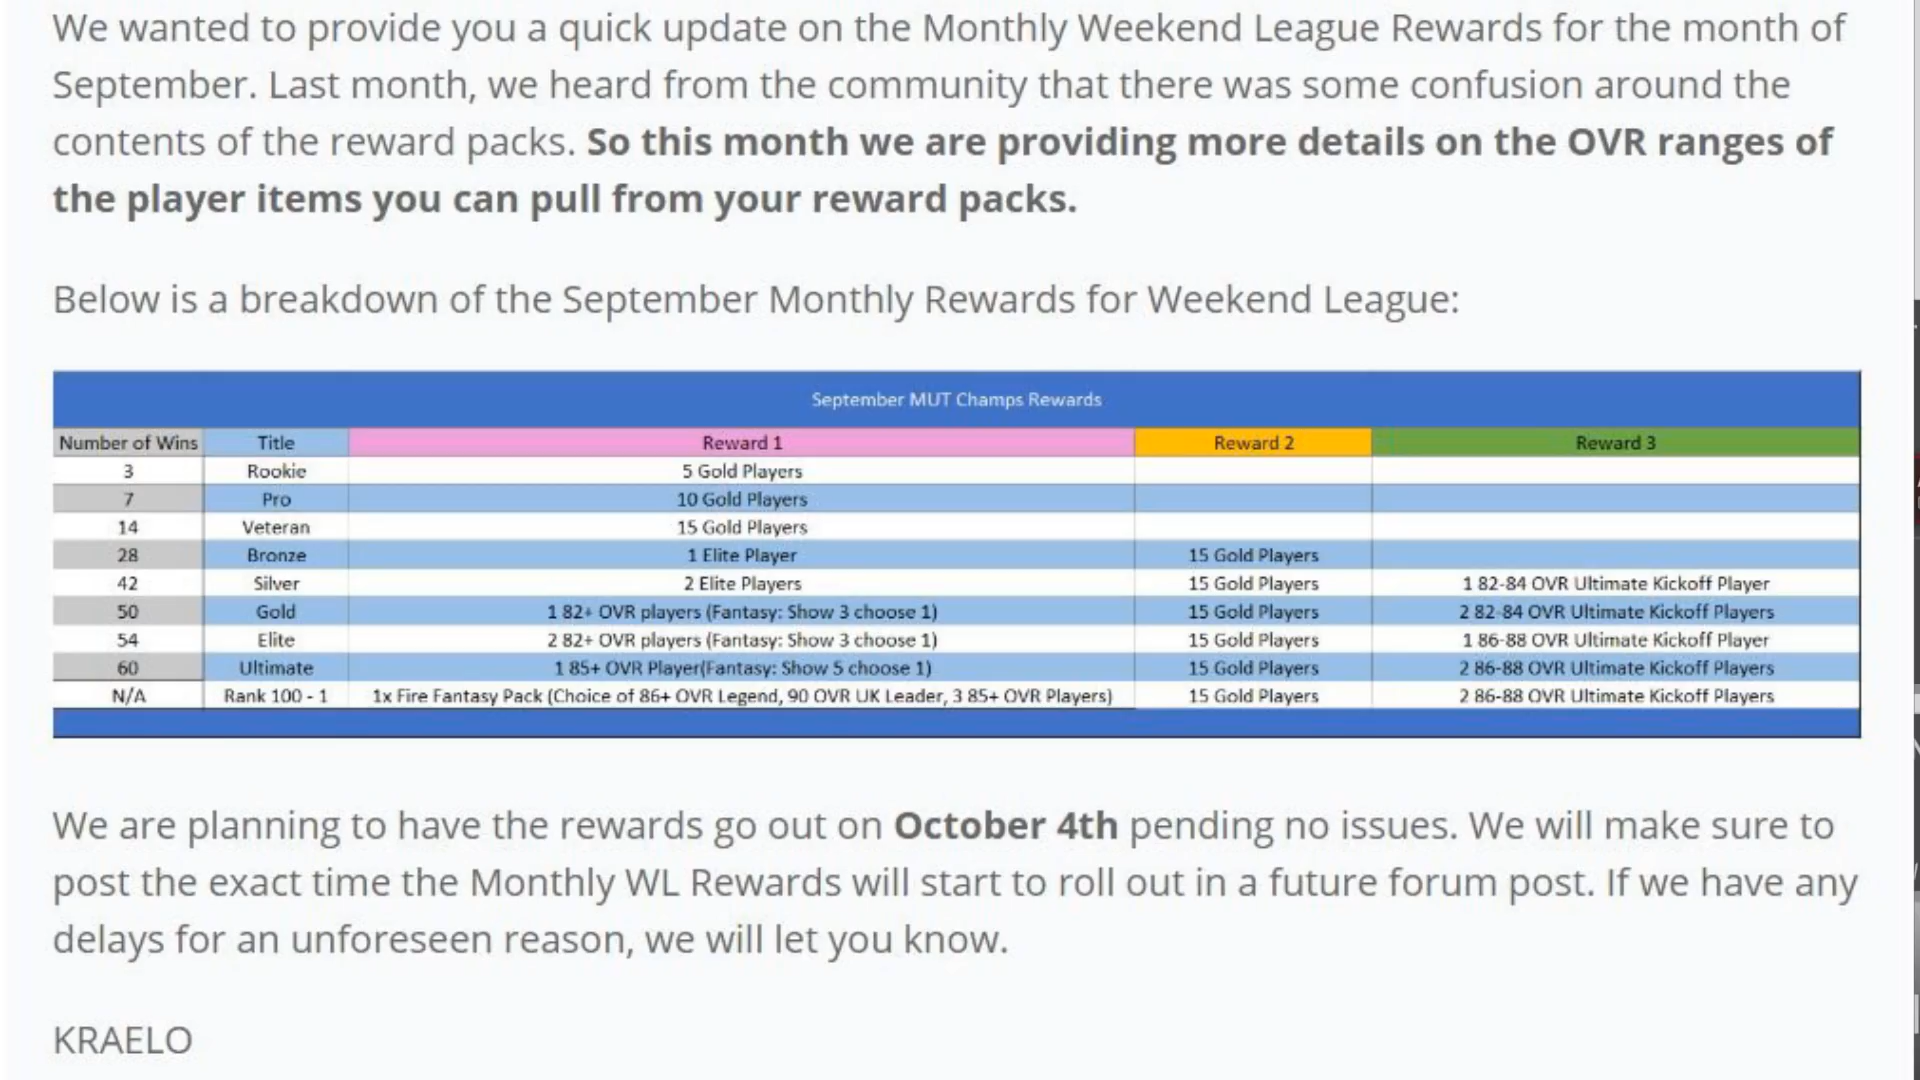 We wanted to provide you a quick update on the Monthly Weekend League Rewards for the month of
September. Last month, we heard from the community that there was some confusion around the
contents of the reward packs. So this month we are providing more details on the OVR ranges of
the player items you can pull from your reward packs.
Below is a breakdown of the September Monthly Rewards for Weekend League:
September MUT Champs Rewards
Number of Wins Title Reward 1 Reward 2 Reward 3
3 Rookie 5 Gold Players
7 Pro 10 Gold Players
14 Veteran 15 Gold Players
28 Bronze 1 Elite Player 15 Gold Players
42 Silver 2 Elite Players 15 Gold Players 1 82-84 OVR Ultimate Kickoff Player
50 Gold 1 82+ OVR players (Fantasy: Show 3 choose 1) 15 Gold Players 2 82-84 OVR Ultimate Kickoff Players
54 Elite 2 82+ OVR players (Fantasy: Show 3 choose 1) 15 Gold Players 1 86-88 OVR Ultimate Kickoff Player
60 Ultimate 1 85+ OVR Player(Fantasy: Show 5 choose 1) 15 Gold Players 2 86-88 OVR Ultimate Kickoff Players
N/A Rank 100 - 1 1x Fire Fantasy Pack (Choice of 86+ OVR Legend, 90 OVR UK Leader, 3 85+ OVR Players) 15 Gold Players 2 86-88 OVR Ultimate Kickoff Players
We are planning to have the rewards go out on October 4th pending no issues. We will make sure to
post the exact time the Monthly WL Rewards will start to roll out in a future forum post. If we have any
delays for an unforeseen reason, we will let you know.
KRAELO